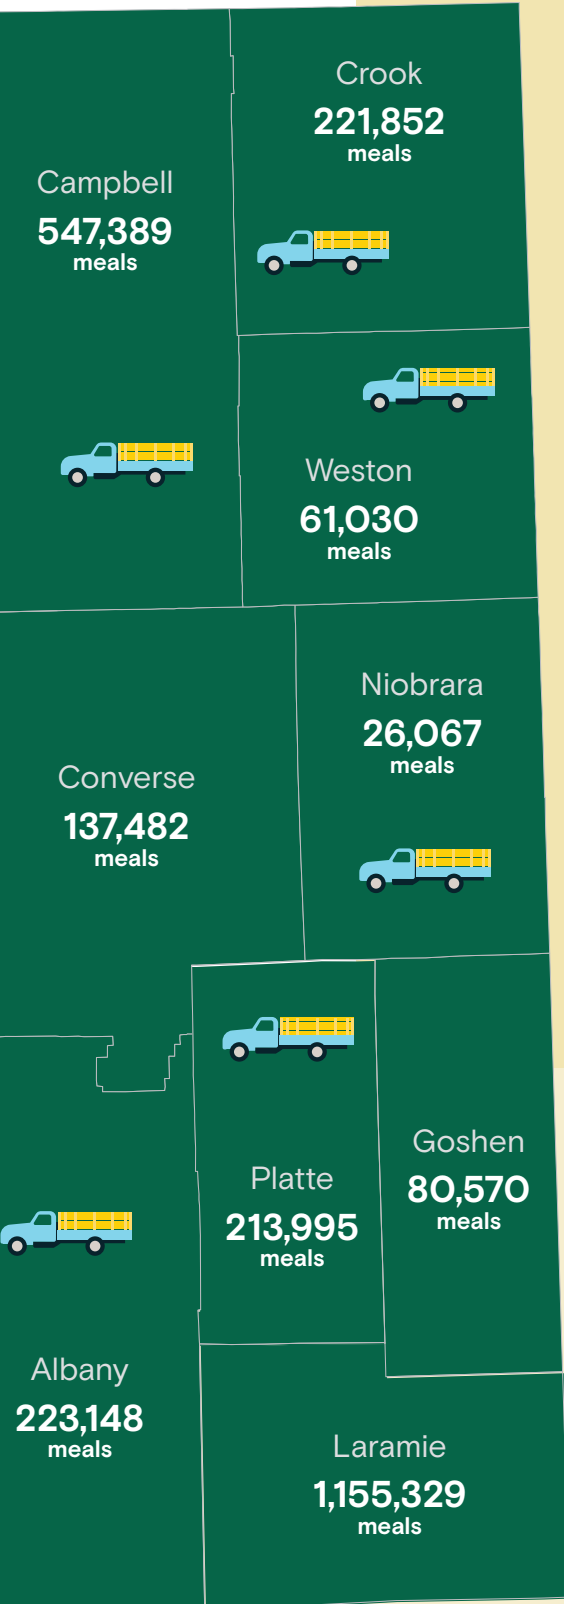 Crook
221,852
meals
Campbell
547,389
meals
Weston
61,030
meals
Niobrara
26,067
meals
Converse
137,482
meals
Goshen
80,570
meals
Platte
213,995
meals
Albany
223,148
meals
Laramie
1,155,329
meals